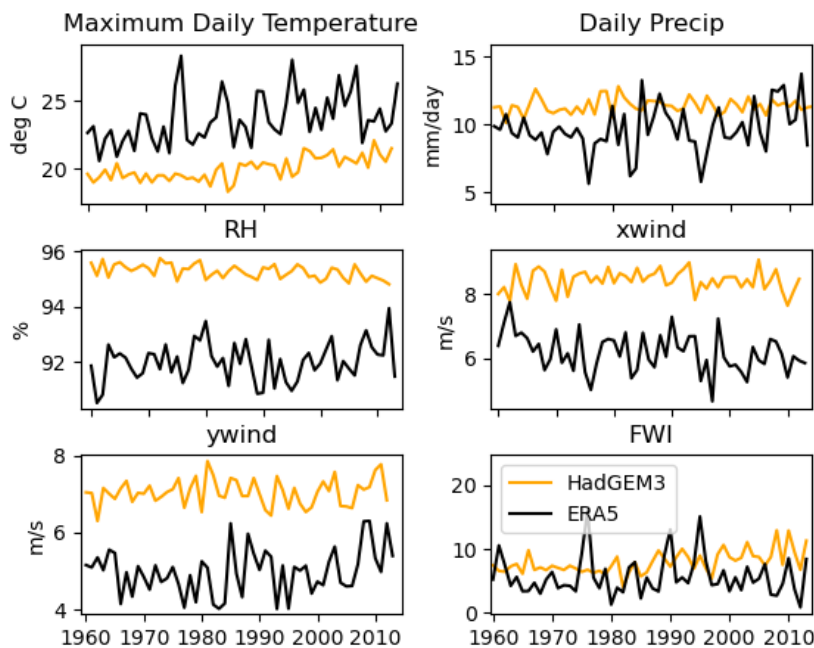 Maximum Daily Temperature
Daily Precip
deg C
25
20
mm/day
15
10
5
RH
xwind
%
96
94
92
m/s
8
6
ywind
FWI
m/s
8
6
4
20
10
0
HadGEM3
ERA5
1960 1970 1980 1990 2000 2010
1960 1970 1980 1990 2000 2010